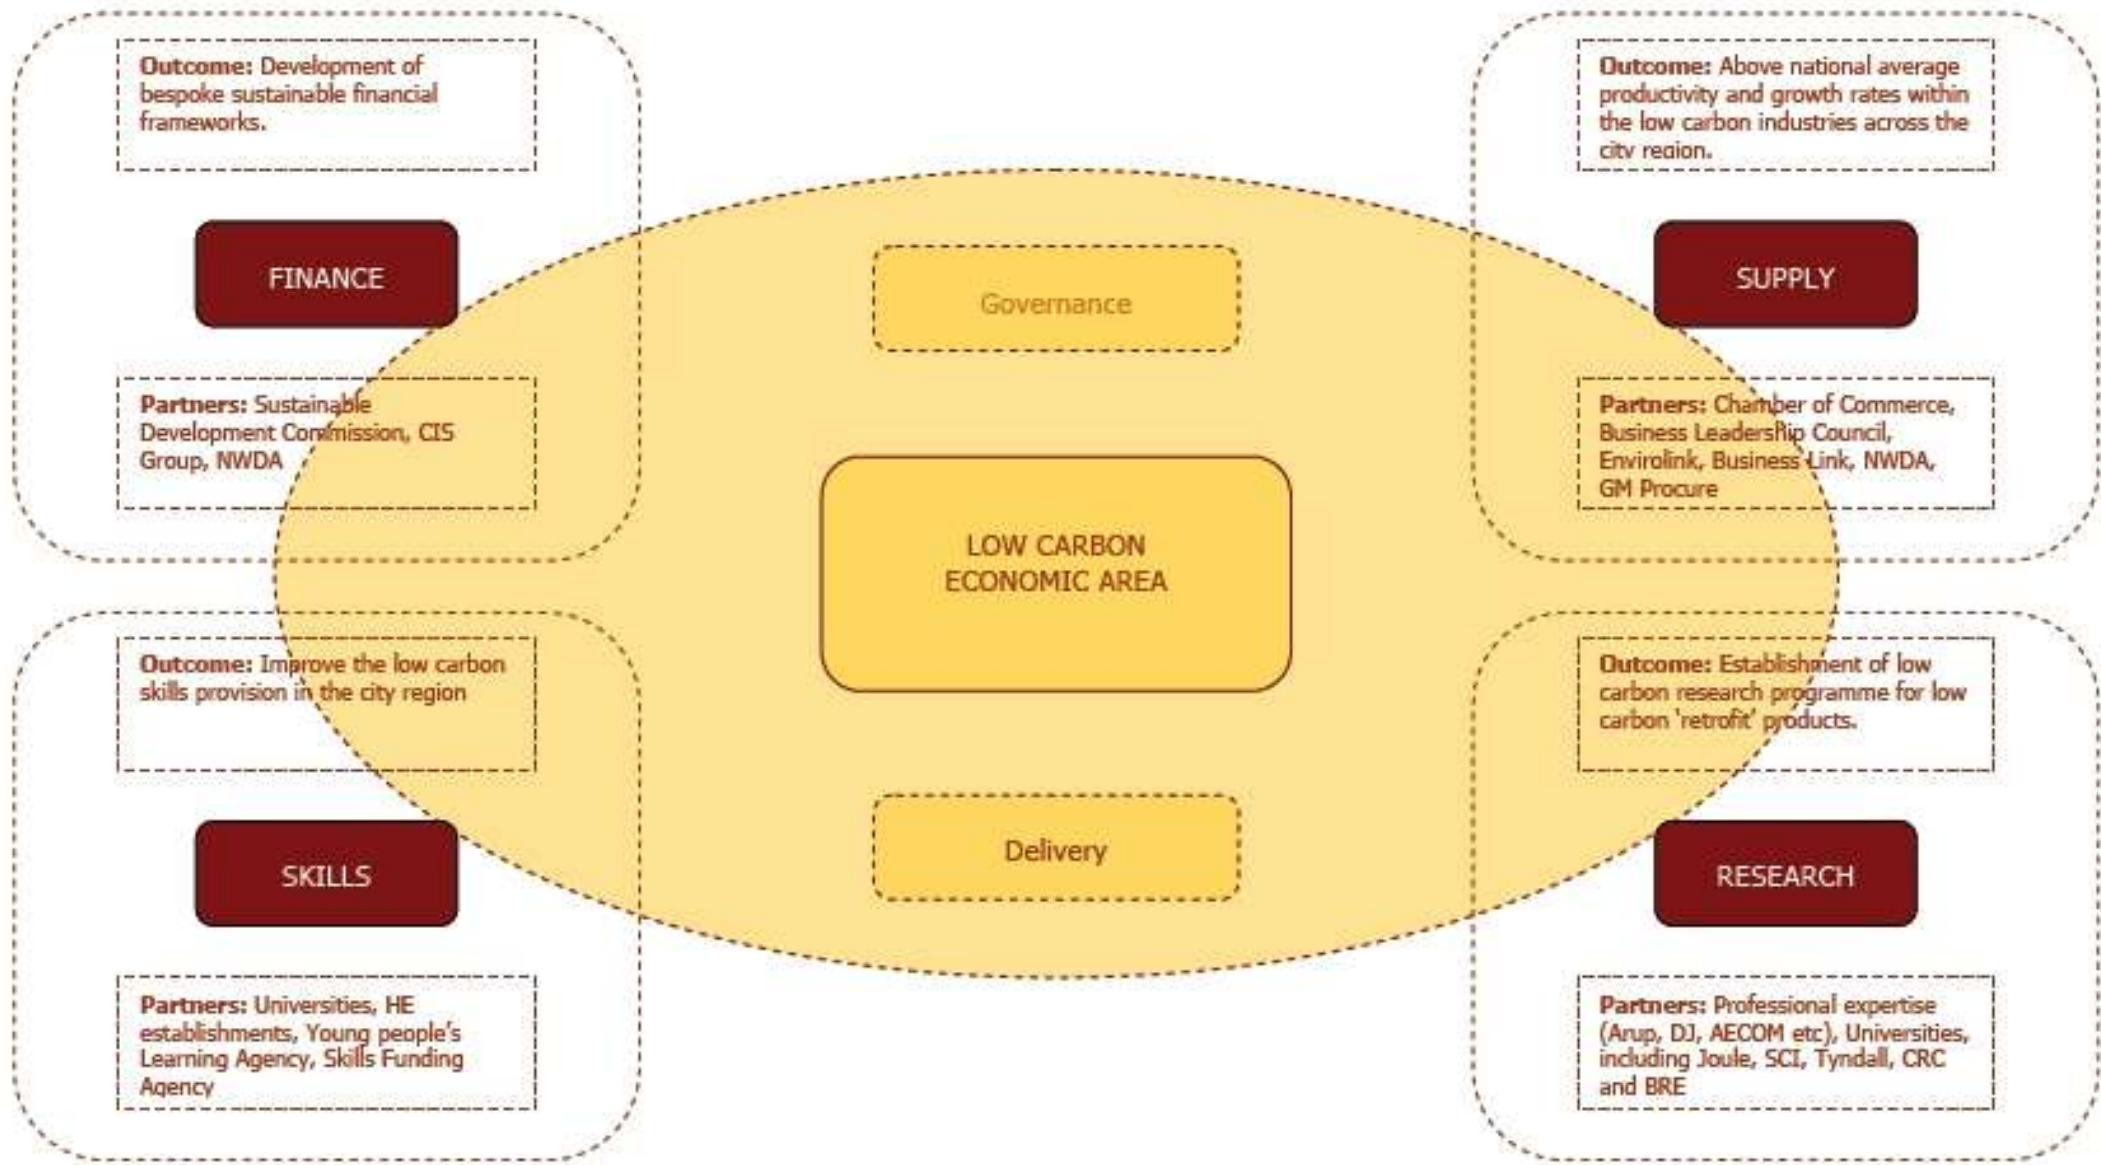 Outcome: Development of
bespoke sustainable financial
frameworks.
FINANCE
Partners: Sustainable
Development Commission, CIS
Group, NWDA
Outcome: Above national average
productivity and growth rates within
the low carbon industries across the
city region.
SUPPLY
Partners: Chamber of Commerce,
Business Leadership Council,
Envirolink, Business Link, NWDA,
GM Procure
Governance
LOW CARBON
ECONOMIC AREA
Delivery
Outcome: Improve the low carbon
skills provision in the city region
SKILLS
Partners: Universities, HE
establishments, Young people's
Learning Agency, Skills Funding
Agency
Outcome: Establishment of low
carbon research programme for low
carbon 'retrofit' products.
RESEARCH
Partners: Professional expertise
(Arup, DJ, AECOM etc), Universities,
including Joule, SCI, Tyndall, CRC
and BRE